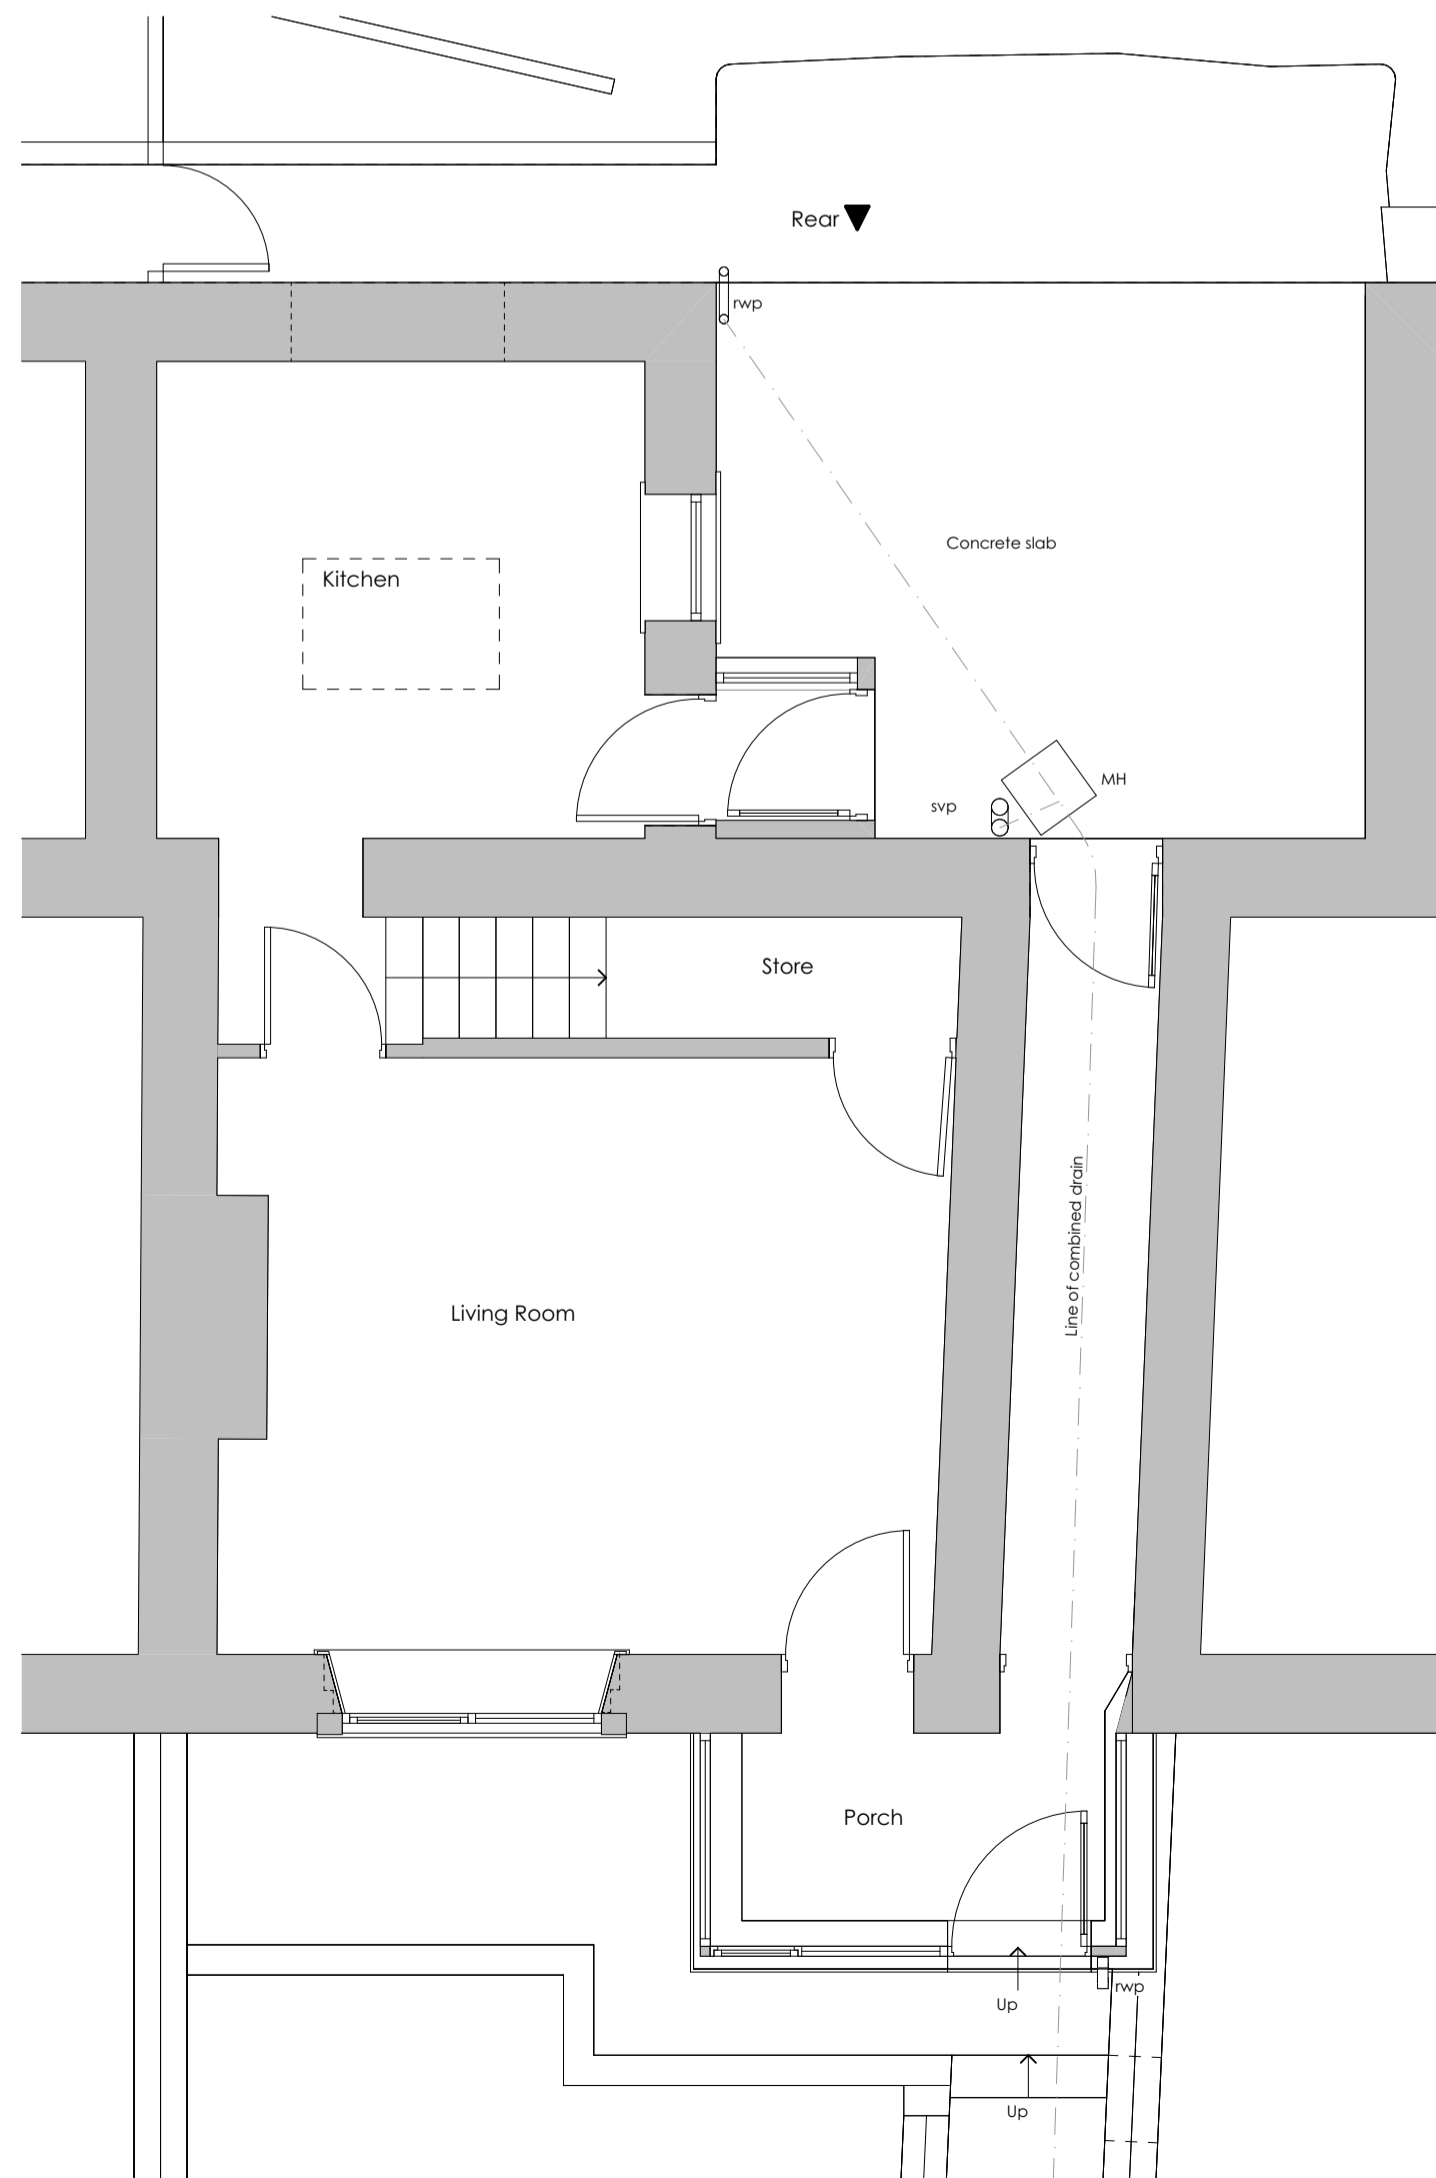 Rear
rwp
Concrete slab
Kitchen
MH
svp
Store
Line of combined drain
Living Room
Porch
rwp
Up
Up